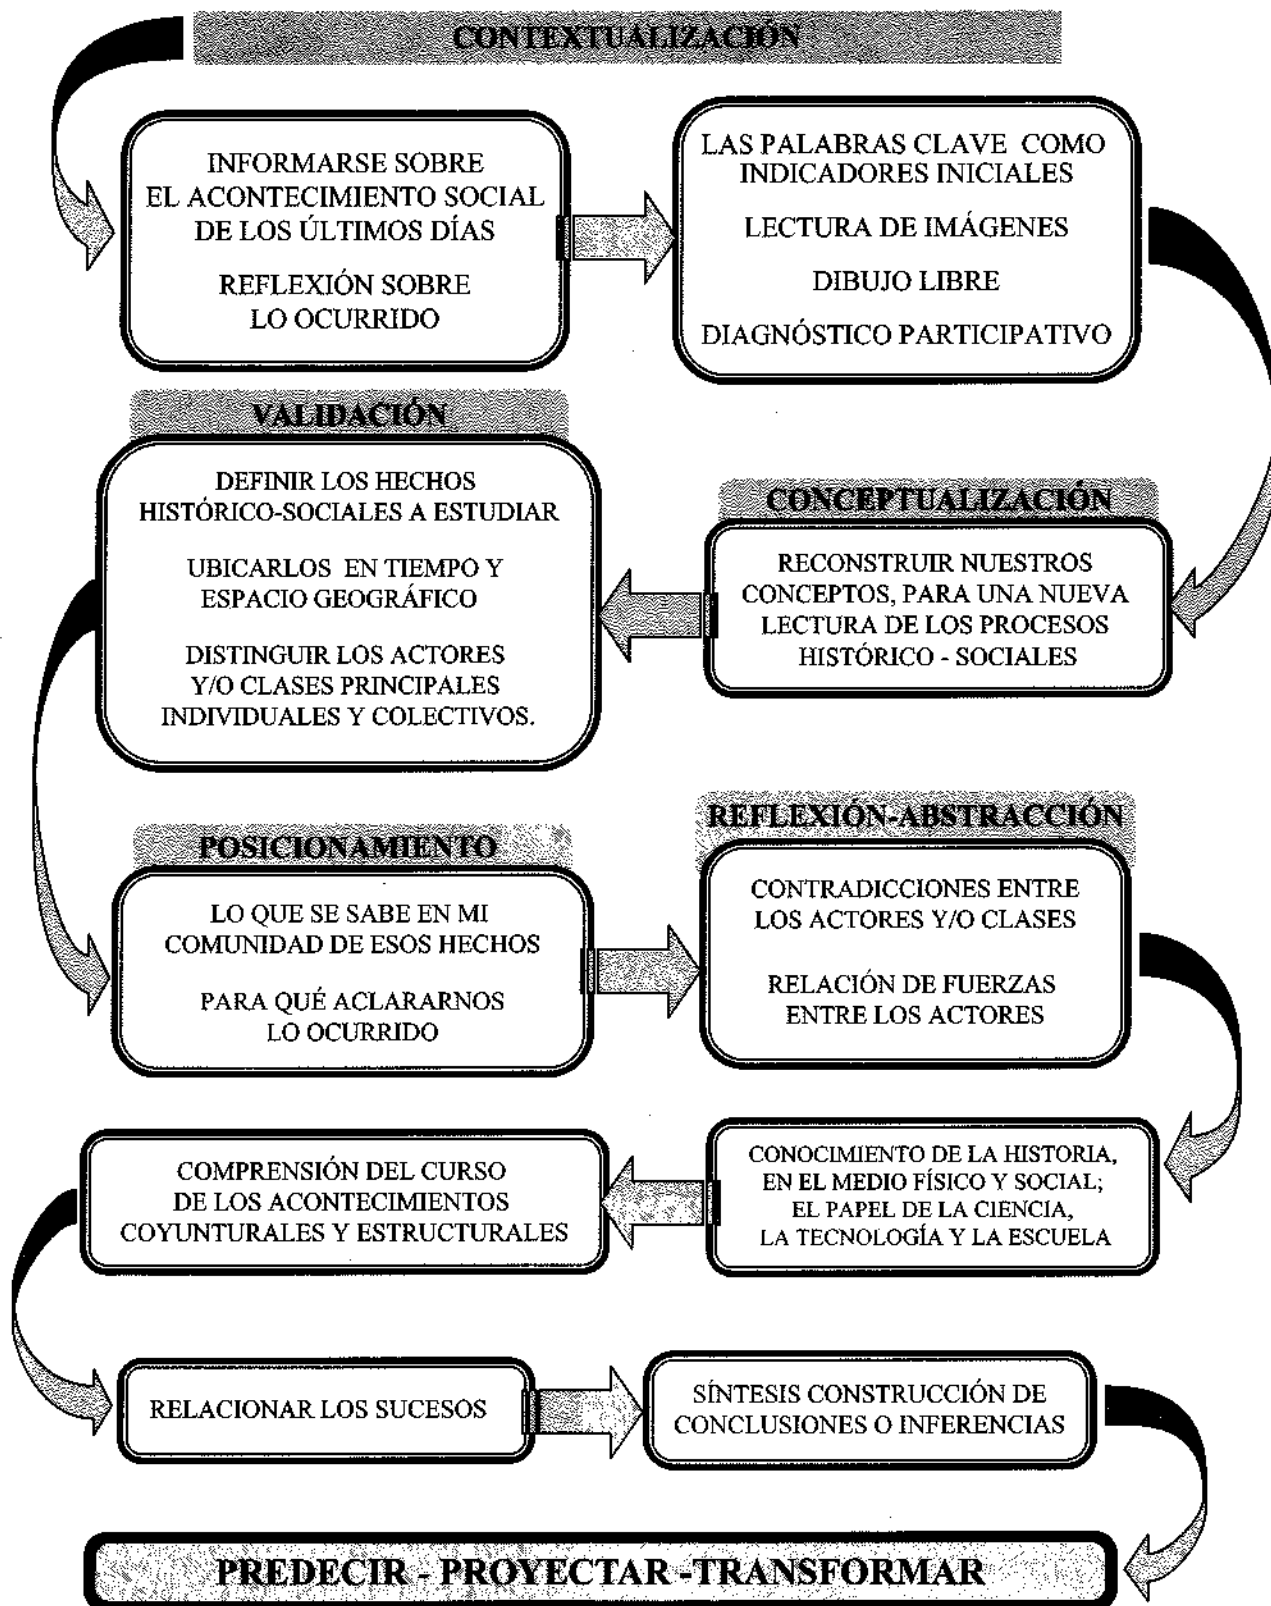 CONTEXTUALIZACIÓN
INFORMARSE SOBRE
EL ACONTECIMIENTO SOCIAL
DE LOS ÚLTIMOS DÍAS
REFLEXIÓN SOBRE
LO OCURRIDO
LAS PALABRAS CLAVE COMO
INDICADORES INICIALES
LECTURA DE IMÁGENES
DIBUJO LIBRE
DIAGNÓSTICO PARTICIPATIVO
CONCEPTUALIZACIÓN
RECONSTRUIR NUESTROS
CONCEPTOS, PARA UNA NUEVA
LECTURA DE LOS PROCESOS
HISTÓRICO - SOCIALES
VALIDACIÓN
DEFINIR LOS HECHOS
HISTÓRICO-SOCIALES A ESTUDIAR
UBICARLOS EN TIEMPO Y
ESPACIO GEOGRÁFICO
DISTINGUIR LOS ACTORES
Y/O CLASES PRINCIPALES
INDIVIDUALES Y COLECTIVOS.
POSICIONAMIENTO
LO QUE SE SABE EN MI
COMUNIDAD DE ESOS HECHOS
PARA QUÉ ACLARARNOS
LO OCURRIDO
REFLEXIÓN-ABSTRACCIÓN
CONTRADICCIONES ENTRE
LOS ACTORES Y/O CLASES
RELACIÓN DE FUERZAS
ENTRE LOS ACTORES
CONOCIMIENTO DE LA HISTORIA,
EN EL MEDIO FÍSICO Y SOCIAL;
EL PAPEL DE LA CIENCIA,
LA TECNOLOGÍA Y LA ESCUELA
COMPRENSIÓN DEL CURSO
DE LOS ACONTECIMIENTOS
COYUNTURALES Y ESTRUCTURALES
RELACIONAR LOS SUCESOS
SÍNTESIS CONSTRUCCIÓN DE
CONCLUSIONES O INFERENCIAS
PREDECIR - PROYECTAR -TRANSFORMAR